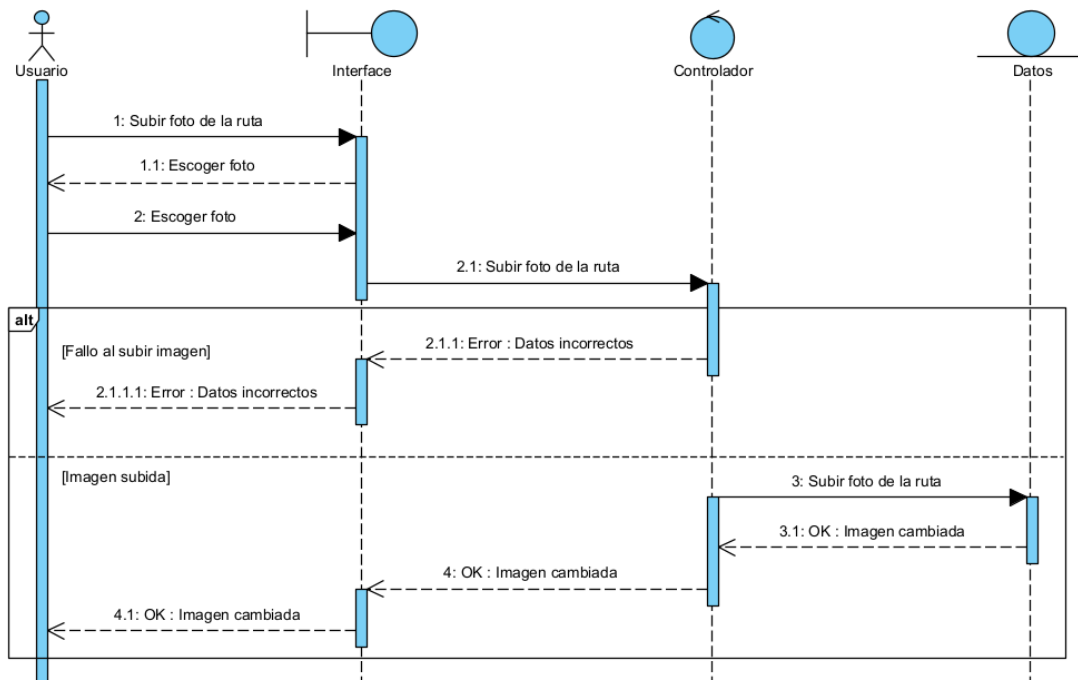 Usuario
Interface
Controlador
Datos
1: Subir foto de la ruta
1.1: Escoger foto
2: Escoger foto
2.1: Subir foto de la ruta
alt
[Fallo al subir imagen]
2.1.1: Error : Datos incorrectos
2.1.1.1: Error : Datos incorrectos
[Imagen subida]
3: Subir foto de la ruta
3.1: OK : Imagen cambiada
4: OK : Imagen cambiada
4.1: OK : Imagen cambiada